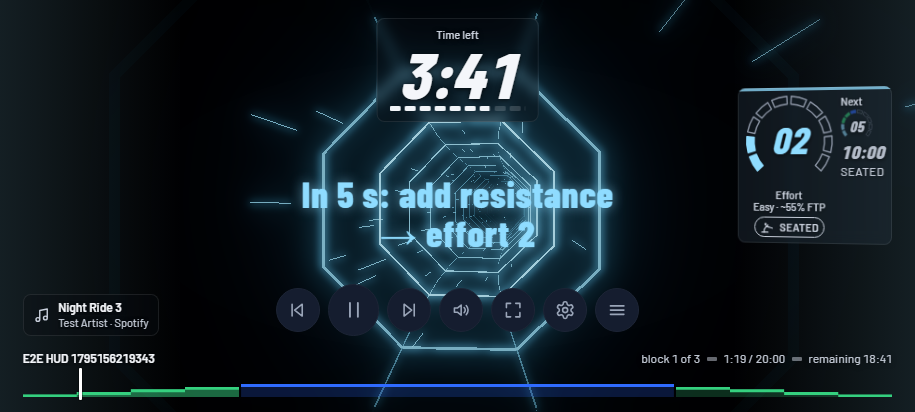 Time left
3:41
In 5 s: add resistance
→ effort 2
02
Next
05
10:00
SEATED
Effort
Easy · ~55% FTP
SEATED
Night Ride 3
Test Artist · Spotify
E2E HUD 1795156219343
block 1 of 3 — 1:19 / 20:00 — remaining 18:41